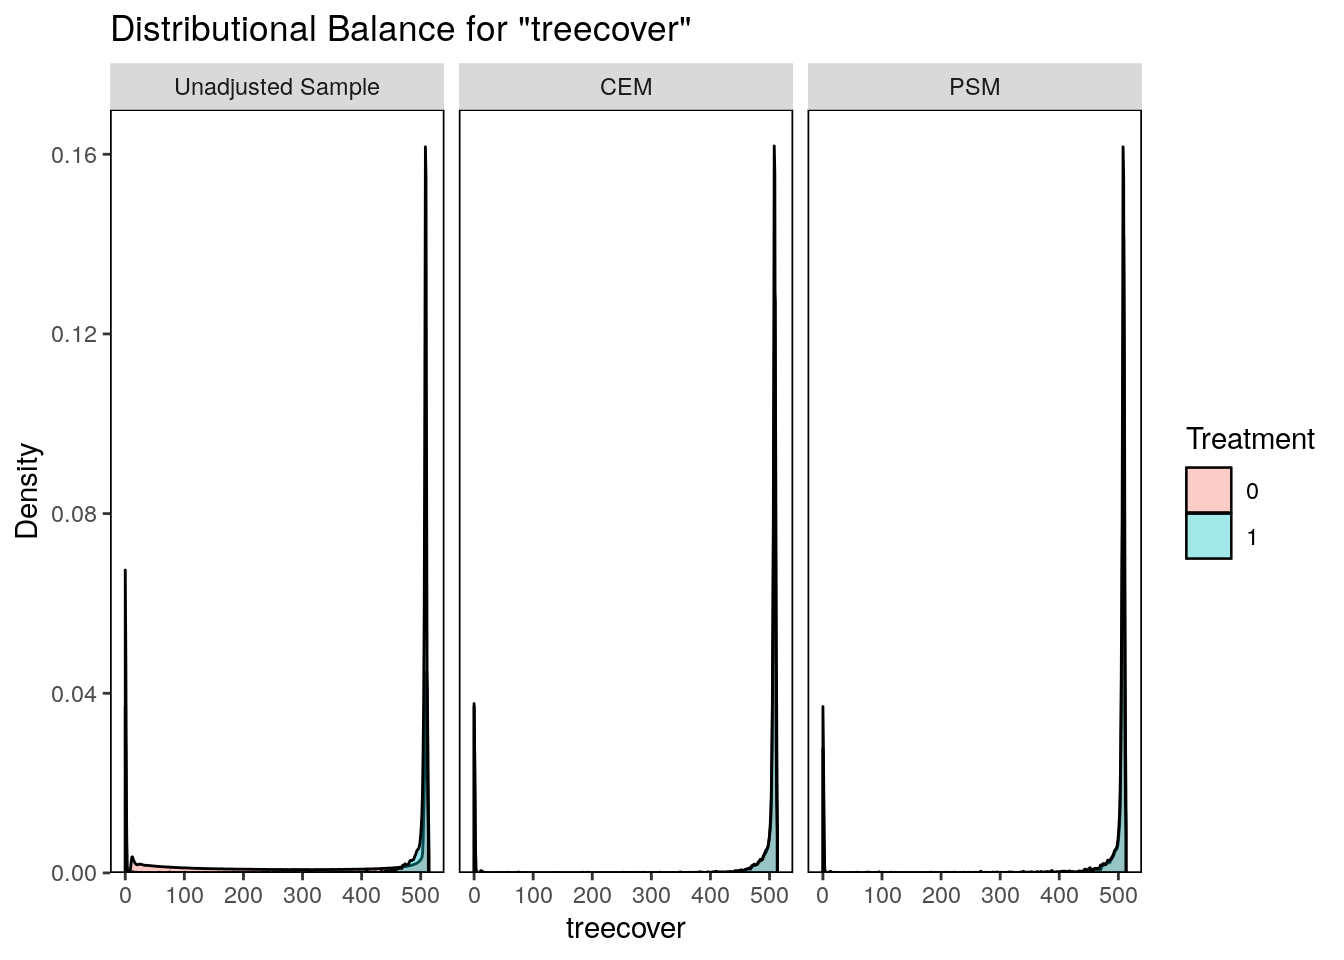 Distributional Balance for "treecover"
Unadjusted Sample
CEM
PSM
0.16
0.12
0.08
0.04
0.00
Density
0 100 200 300 400 500
0 100 200 300 400 500
0 100 200 300 400 500
treecover
Treatment
0
1